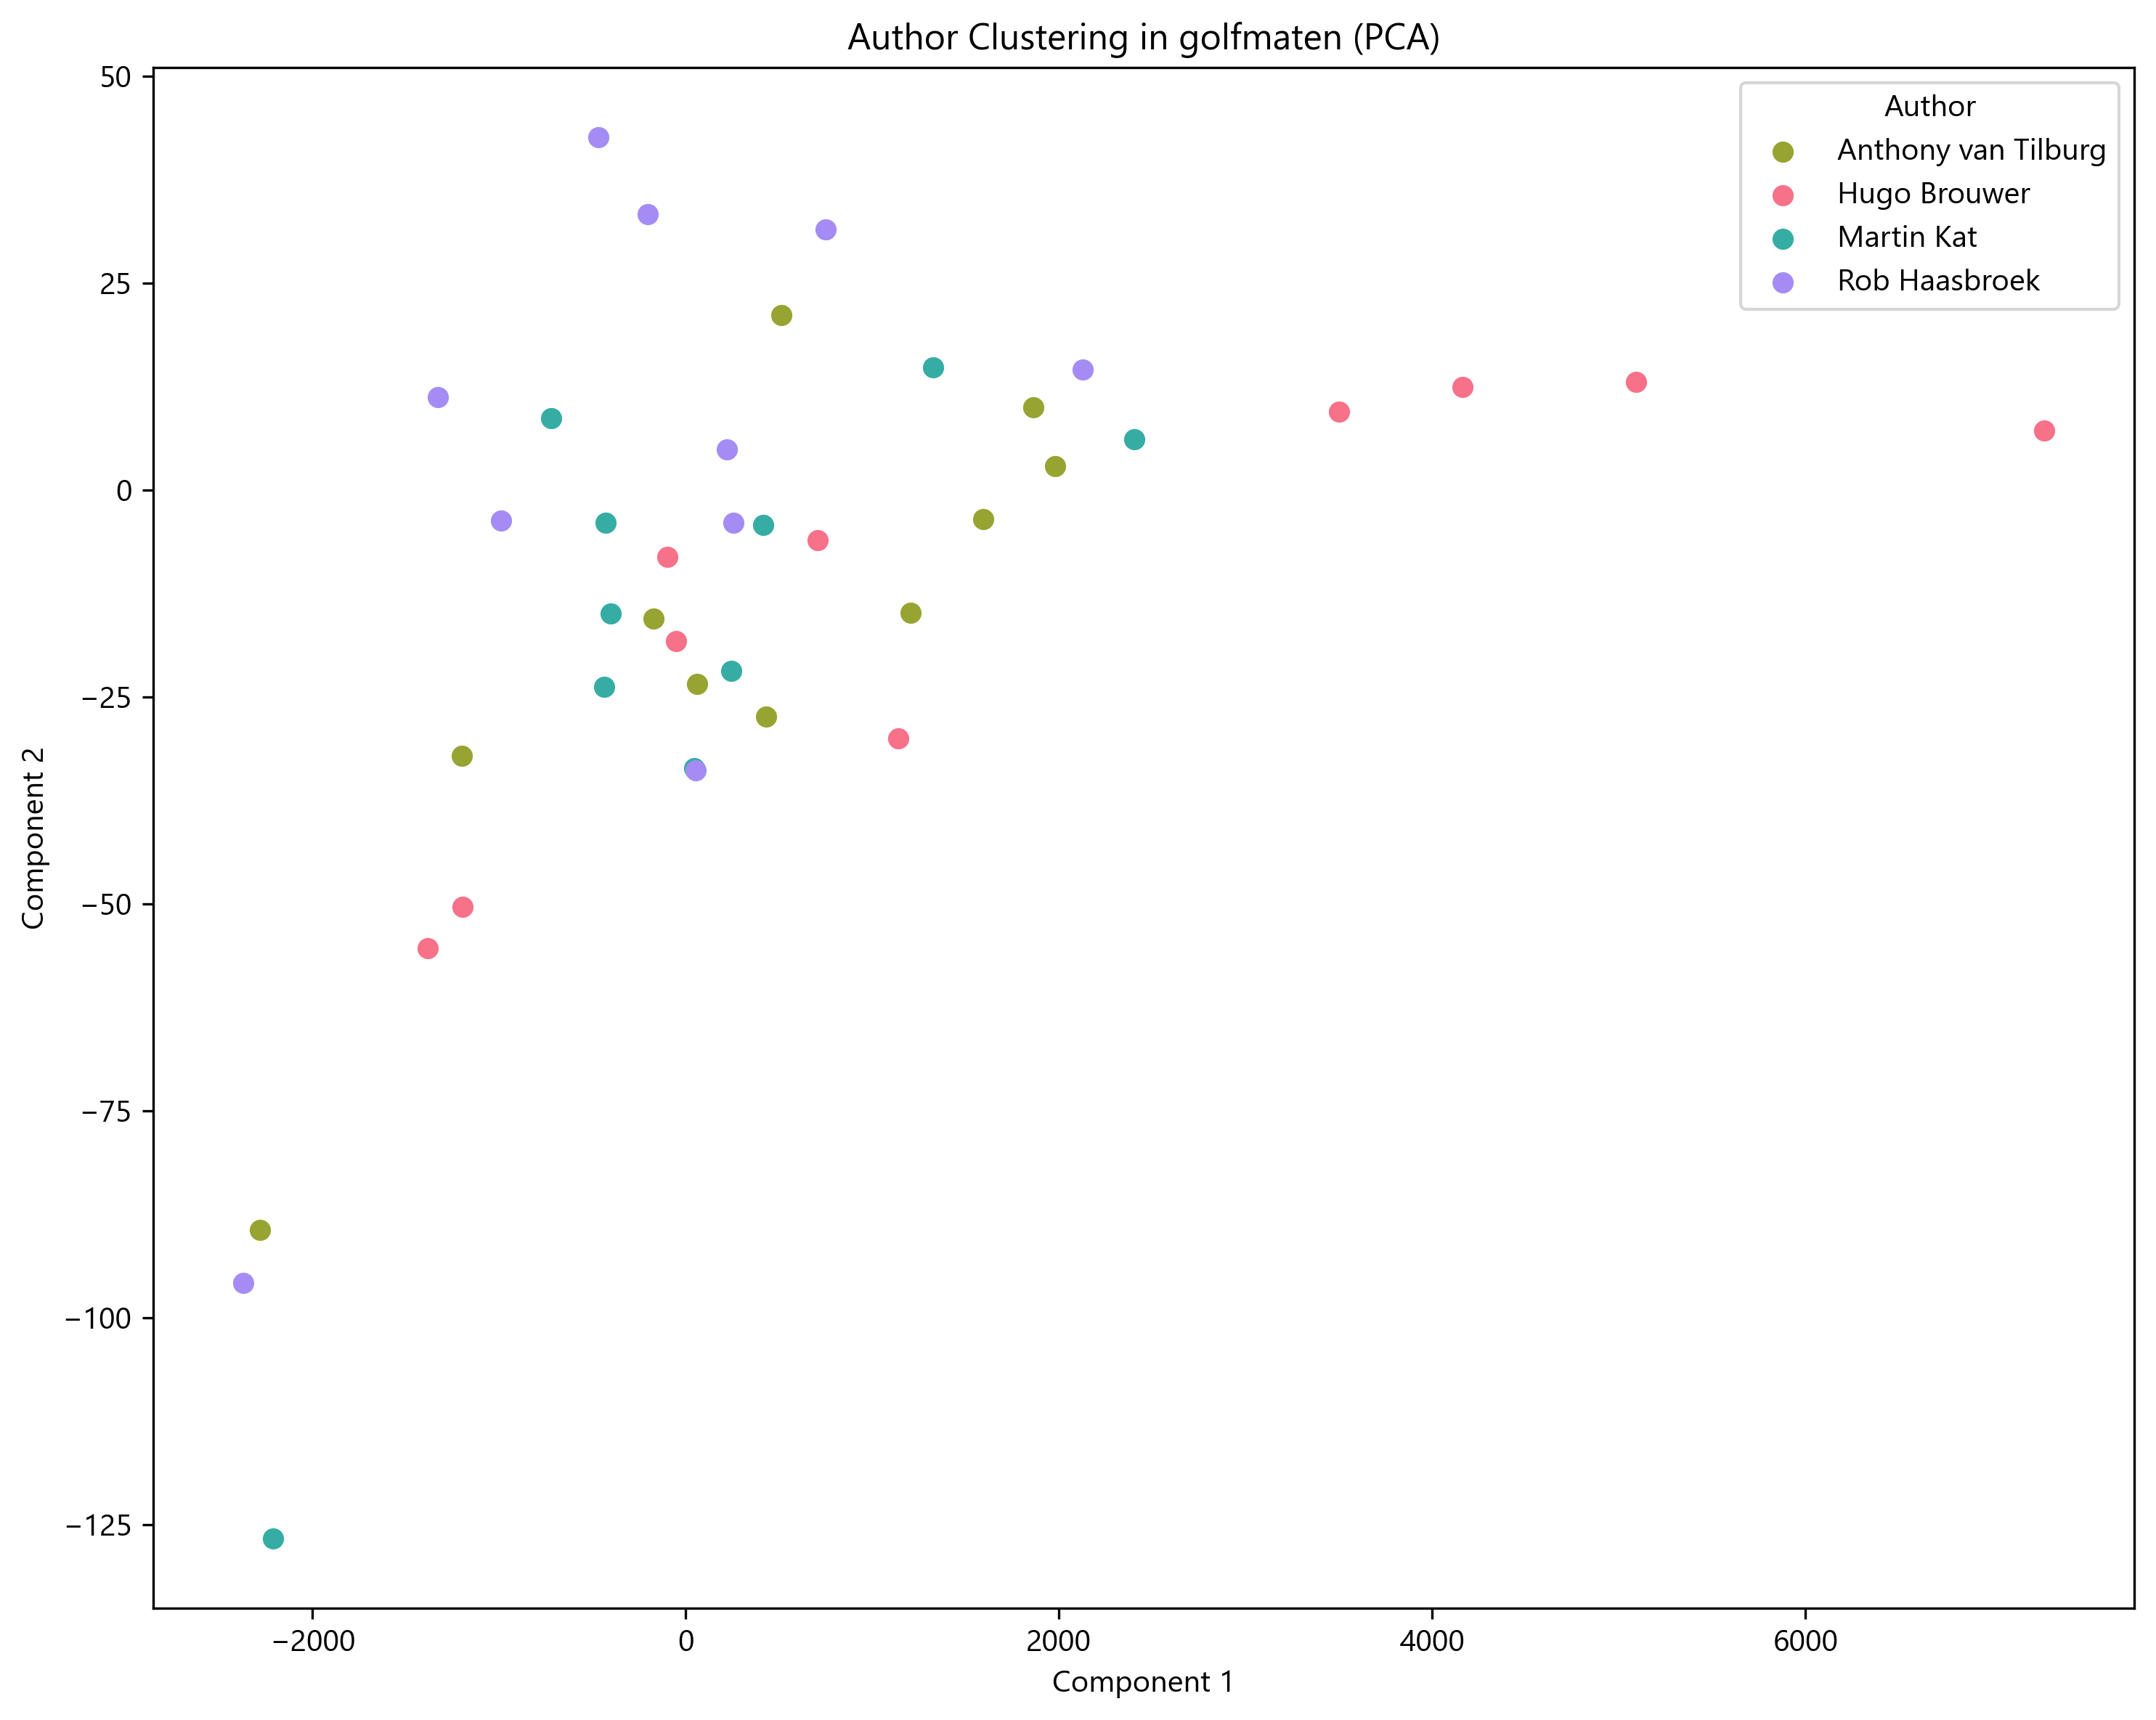 Author Clustering in golfmaten (PCA)
Author
Anthony van Tilburg
Hugo Brouwer
Martin Kat
Rob Haasbroek
50
25
0
−25
−50
−75
−100
−125
Component 2
−2000
0
2000
4000
6000
Component 1